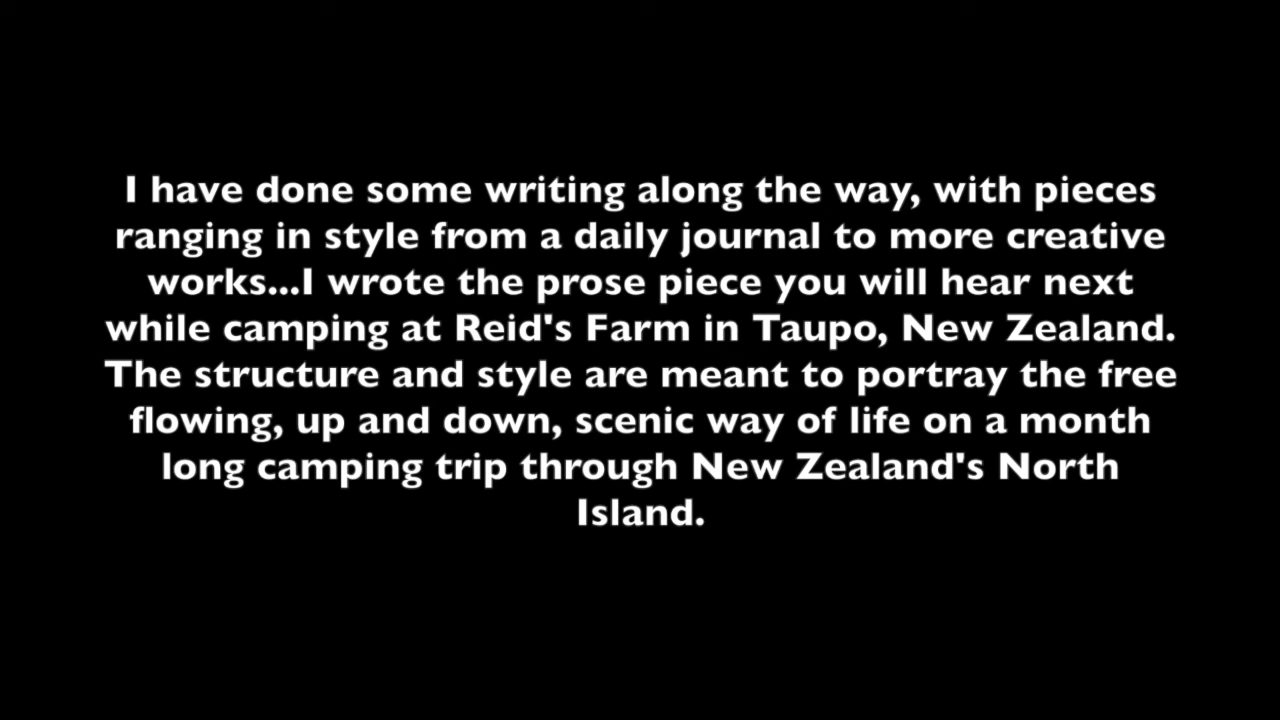 I have done some writing along the way, with pieces
ranging in style from a daily journal to more creative
works...I wrote the prose piece you will hear next
while camping at Reid's Farm in Taupo, New Zealand.
The structure and style are meant to portray the free
flowing, up and down, scenic way of life on a month
long camping trip through New Zealand's North
Island.